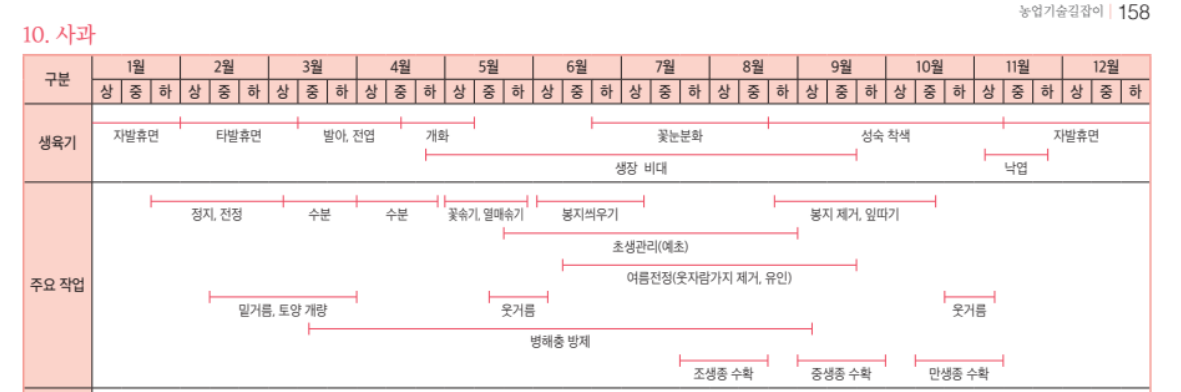 농업기술길잡이 | 158
10. 사과
구분 1월 2월 3월 4월 5월 6월 7월 8월 9월 10월 11월 12월
상 중 하 상 중 하 상 중 하 상 중 하 상 중 하 상 중 하 상 중 하 상 중 하 상 중 하 상 중 하 상 중 하 상 중 하
생육기
자발휴면 타발휴면 발아, 전엽 개화 꽃눈분화 성숙 착색 자발휴면
생장 비대 낙엽
주요 작업
정지, 전정 수분 수분 꽃솎기, 열매솎기 봉지씌우기 봉지 제거, 잎따기
초생관리(예초)
여름전정(웃자람가지 제거, 유인)
밑거름, 토양 개량 웃거름 웃거름
병해충 방제
조생종 수확 중생종 수확 만생종 수확